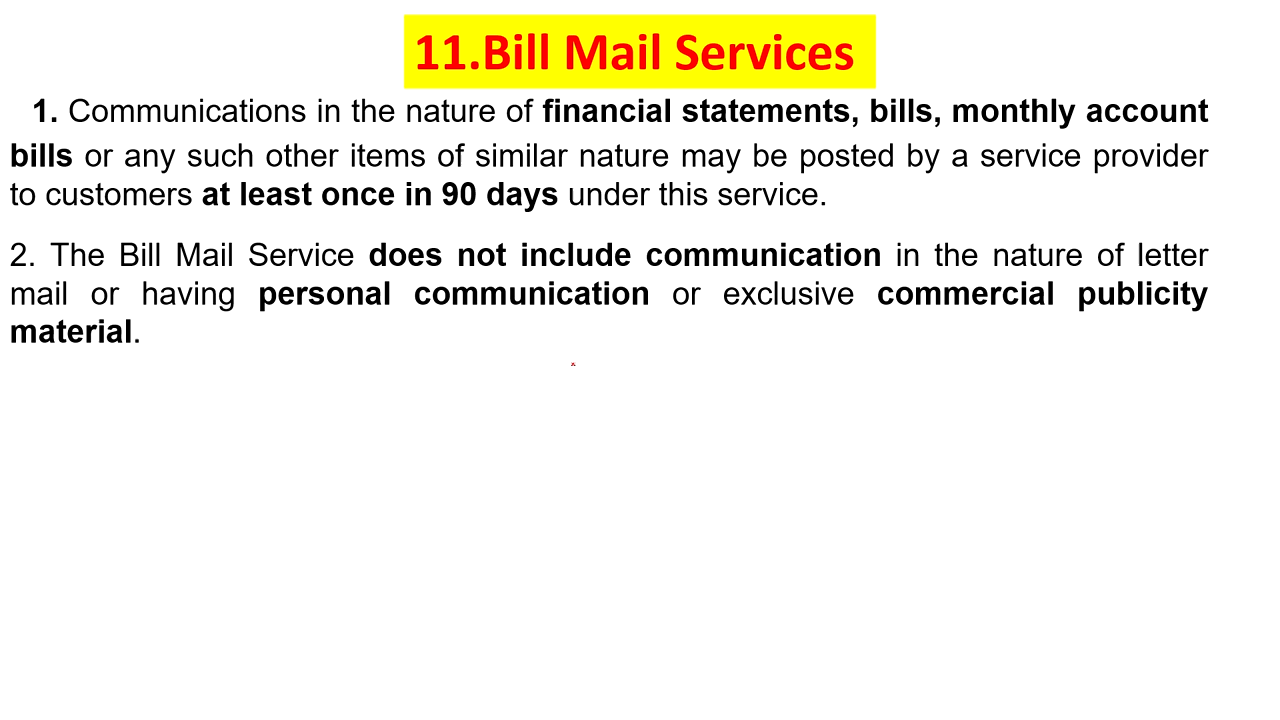 11.Bill Mail Services
1. Communications in the nature of financial statements, bills, monthly account
bills or any such other items of similar nature may be posted by a service provider
to customers at least once in 90 days under this service.
2. The Bill Mail Service does not include communication in the nature of letter
mail or having personal communication or exclusive commercial publicity
material.